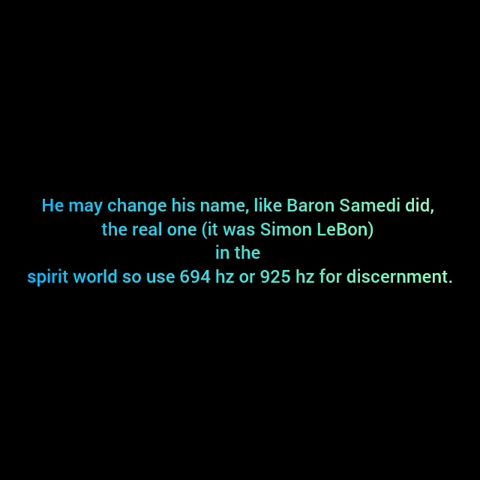 He may change his name, like Baron Samedi did,
the real one (it was Simon LeBon)
in the
spirit world so use 694 hz or 925 hz for discernment.